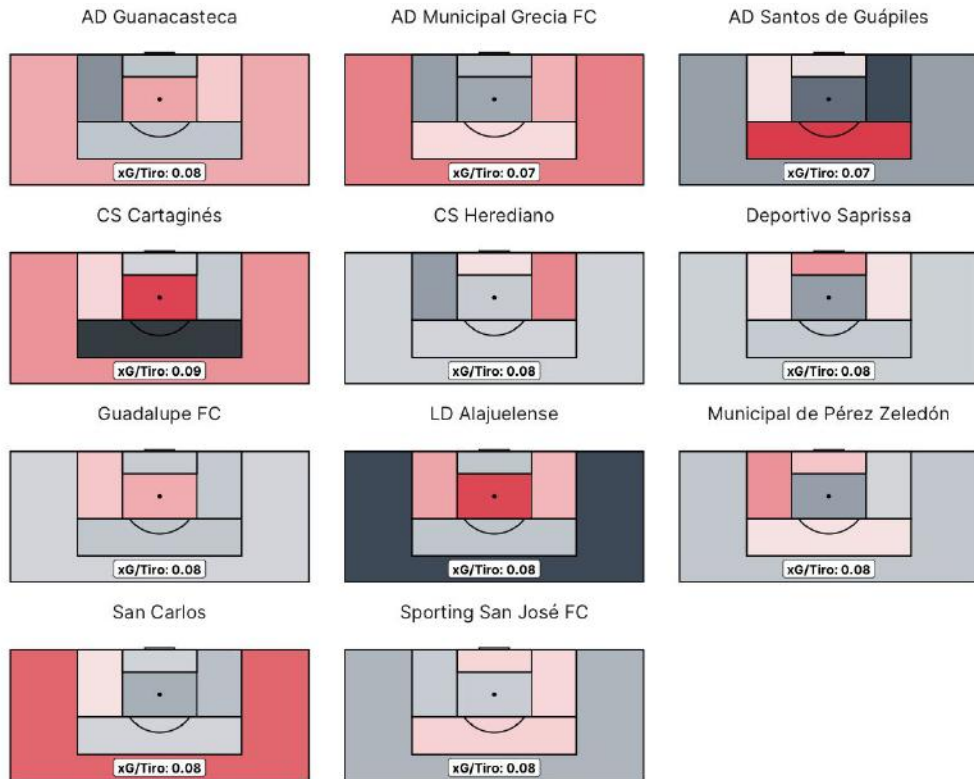 AD Guanacasteca
AD Municipal Grecia FC
AD Santos de Guápiles
xG/Tiro: 0.08
xG/Tiro: 0.07
xG/Tiro: 0.07
CS Cartaginés
CS Herediano
Deportivo Saprissa
xG/Tiro: 0.09
xG/Tiro: 0.08
xG/Tiro: 0.08
Guadalupe FC
LD Alajuelense
Municipal de Pérez Zeledón
xG/Tiro: 0.08
xG/Tiro: 0.08
xG/Tiro: 0.08
San Carlos
Sporting San José FC
xG/Tiro: 0.08
xG/Tiro: 0.08